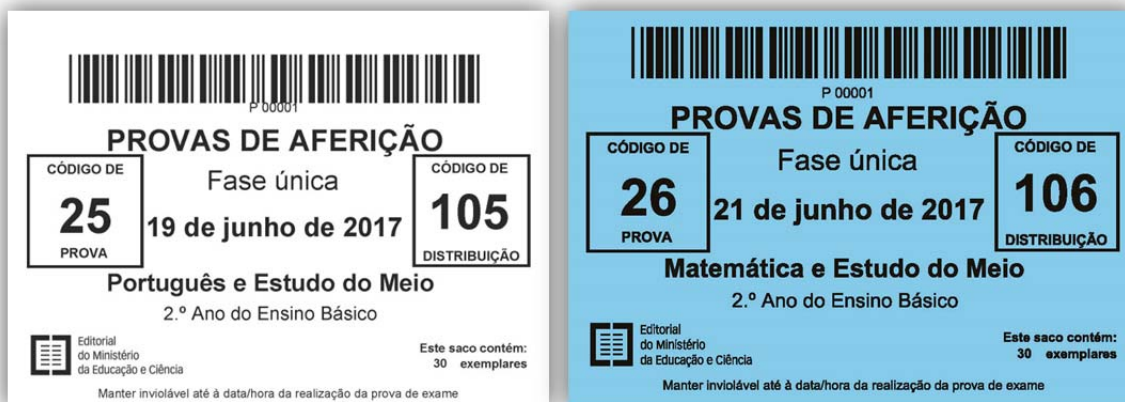 P 00001
PROVAS DE AFERIÇÃO
CÓDIGO DE
25
PROVA
Fase única
19 de junho de 2017
CÓDIGO DE
105
DISTRIBUIÇÃO
Português e Estudo do Meio
2.º Ano do Ensino Básico
Editorial
do Ministério
da Educação e Ciência
Este saco contém:
30 exemplares
Manter inviolável até à data/hora da realização da prova de exame
P 00001
PROVAS DE AFERIÇÃO
CÓDIGO DE
26
PROVA
Fase única
21 de junho de 2017
CÓDIGO DE
106
DISTRIBUIÇÃO
Matemática e Estudo do Meio
2.º Ano do Ensino Básico
Editorial
do Ministério
da Educação e Ciência
Este saco contém:
30 exemplares
Manter inviolável até à data/hora da realização da prova de exame